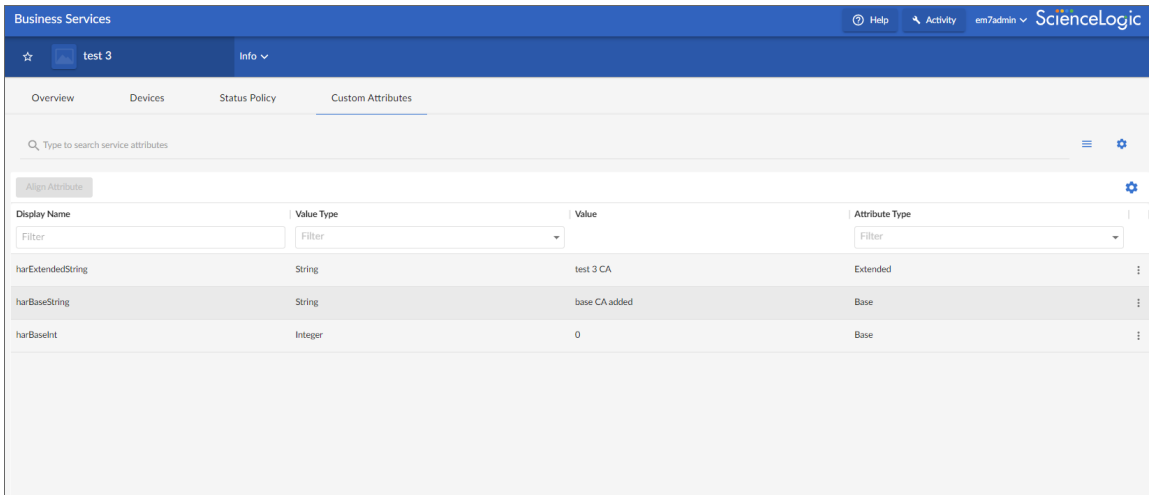 Business Services
Help Activity em7admin ScienceLogic
test 3 Info
Overview Devices Status Policy Custom Attributes
Type to search service attributes
Align Attribute
Display Name Value Type Value Attribute Type
Filter Filter Filter
harExtendedString String test 3 CA Extended
harBaseString String base CA added Base
harBaseInt Integer 0 Base